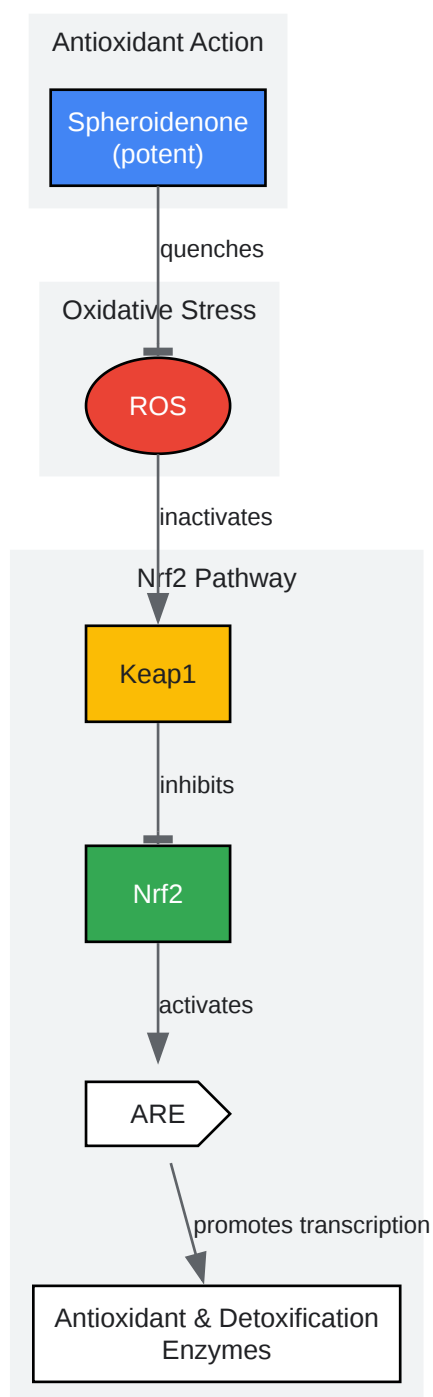 Antioxidant Action
Spheroidenone
(potent)
quenches
Oxidative Stress
ROS
inactivates
Nrf2 Pathway
Keap1
inhibits
Nrf2
activates
ARE
promotes transcription
Antioxidant & Detoxification
Enzymes